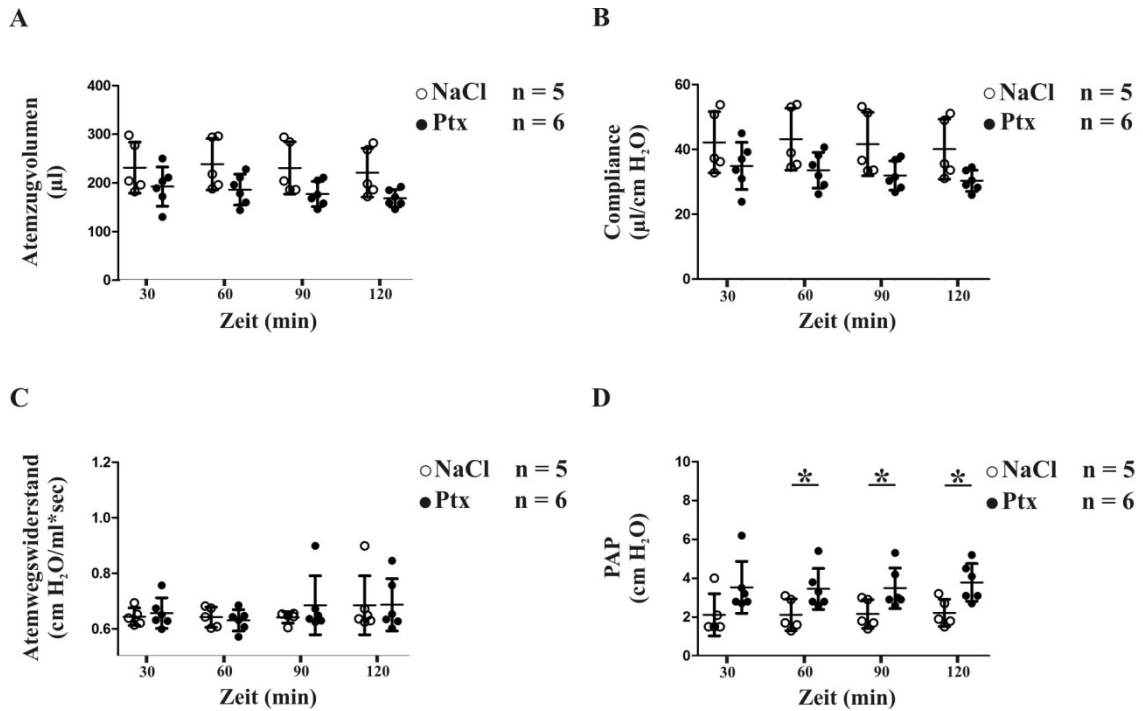 A
Atemzugvolumen
(µl)
400
300
200
100
0
30 60 90 120
Zeit (min)
NaCl n = 5
Ptx n = 6
B
Compliance
(µl/cm H₂O)
60
40
20
0
30 60 90 120
Zeit (min)
NaCl n = 5
Ptx n = 6
C
Atemwegswiderstand
(cm H₂O/ml*sec)
1.2
1.0
0.8
0.6
30 60 90 120
Zeit (min)
NaCl n = 5
Ptx n = 6
D
PAP
(cm H₂O)
10
8
6
4
2
0
* * *
30 60 90 120
Zeit (min)
NaCl n = 5
Ptx n = 6